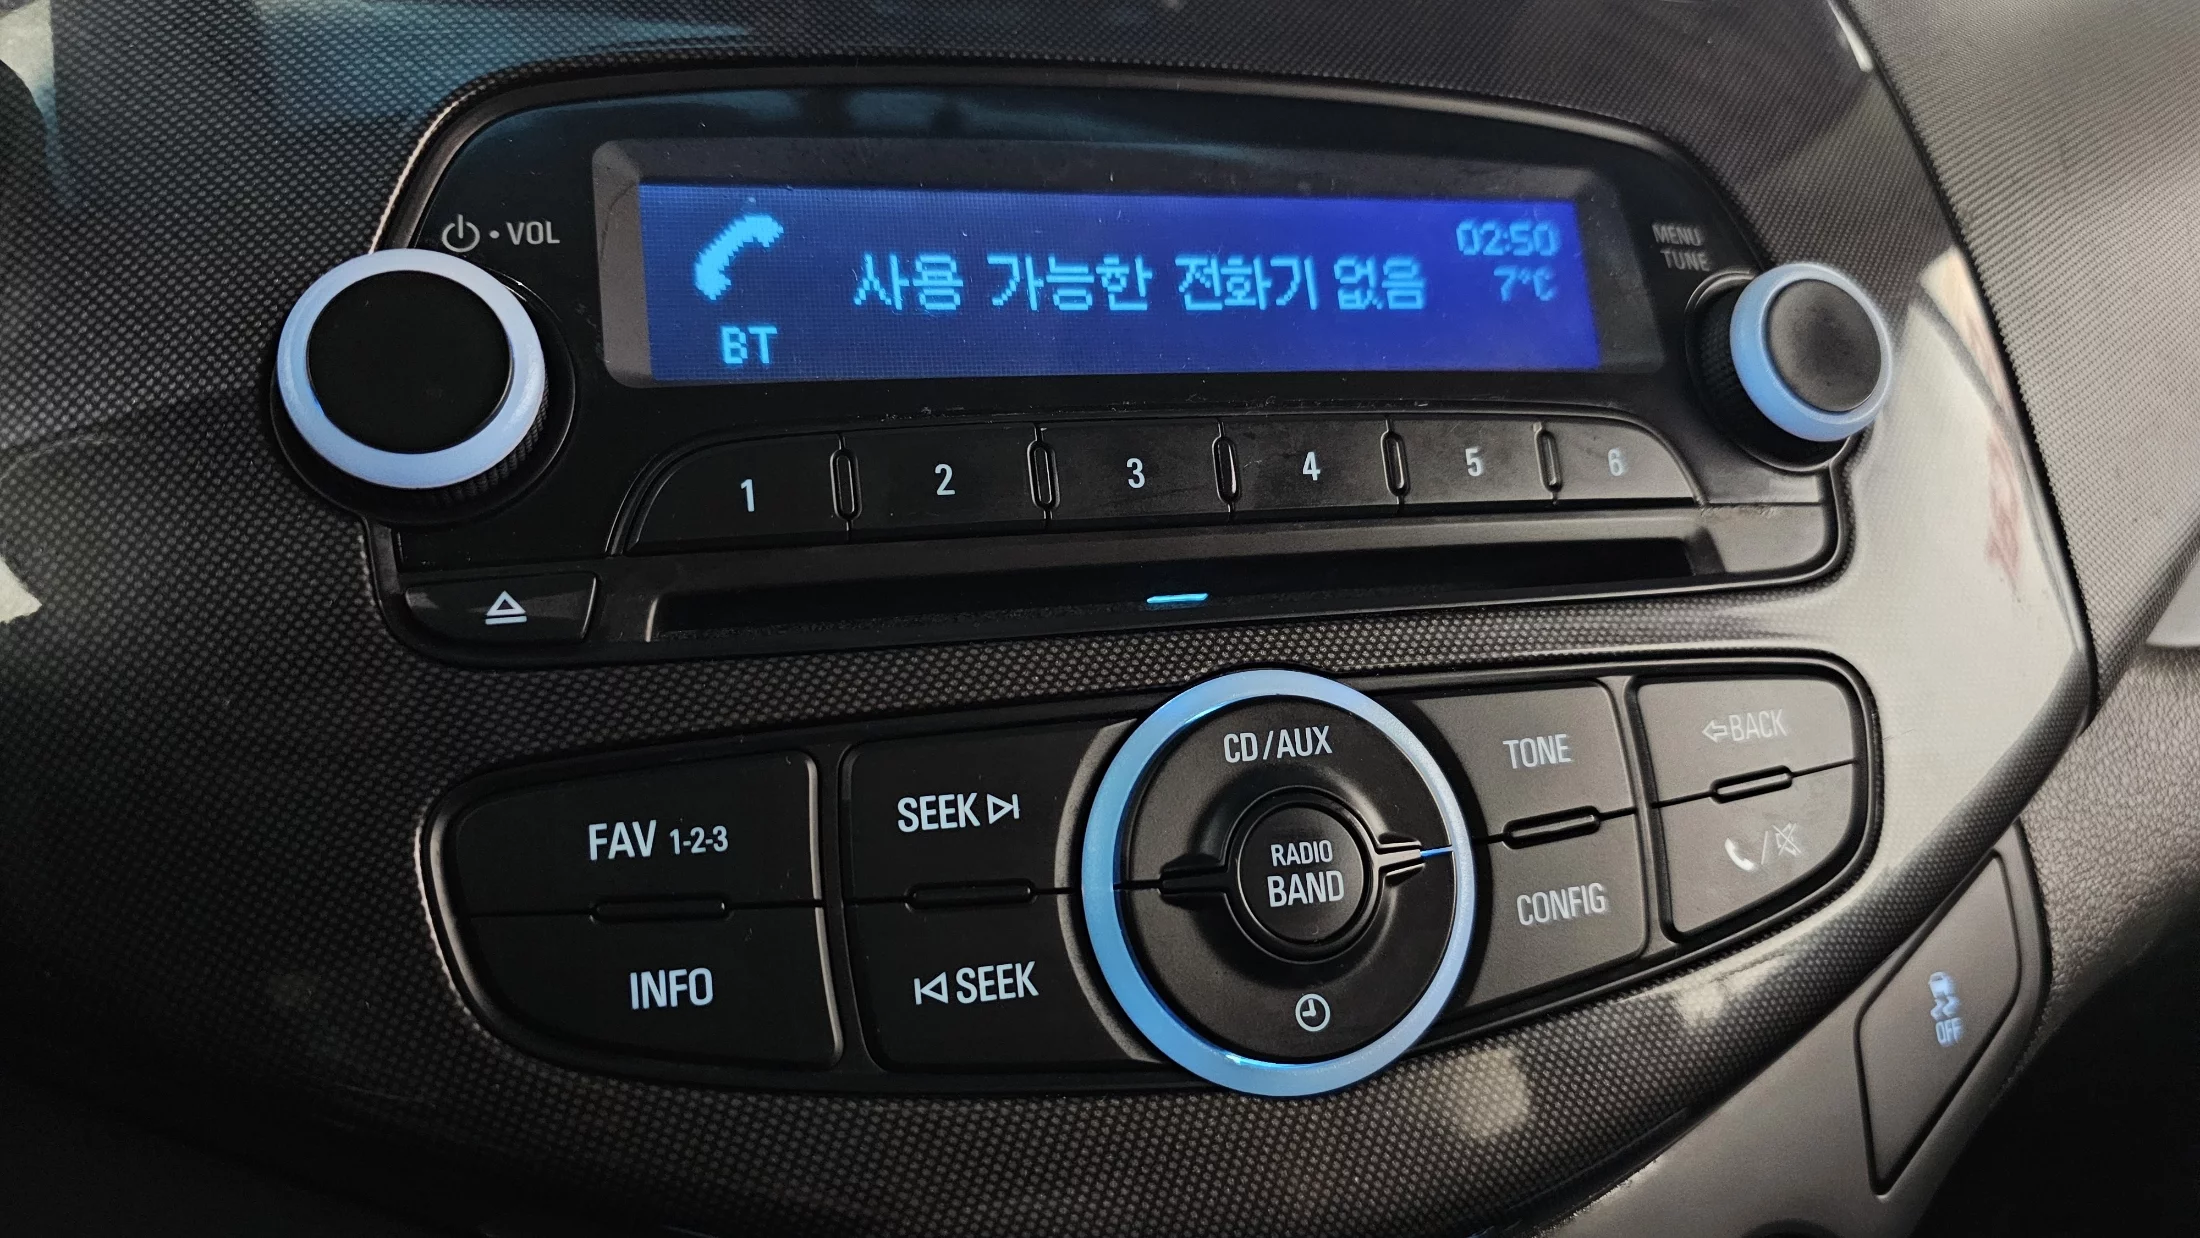 VOL
사용 가능한 전화기 없음
02:50
7°C
BT
MENU
TUNE
1
2
3
4
5
6
FAV 1-2-3
SEEK
CD/AUX
TONE
BACK
RADIO
BAND
INFO
SEEK
CONFIG
OFF